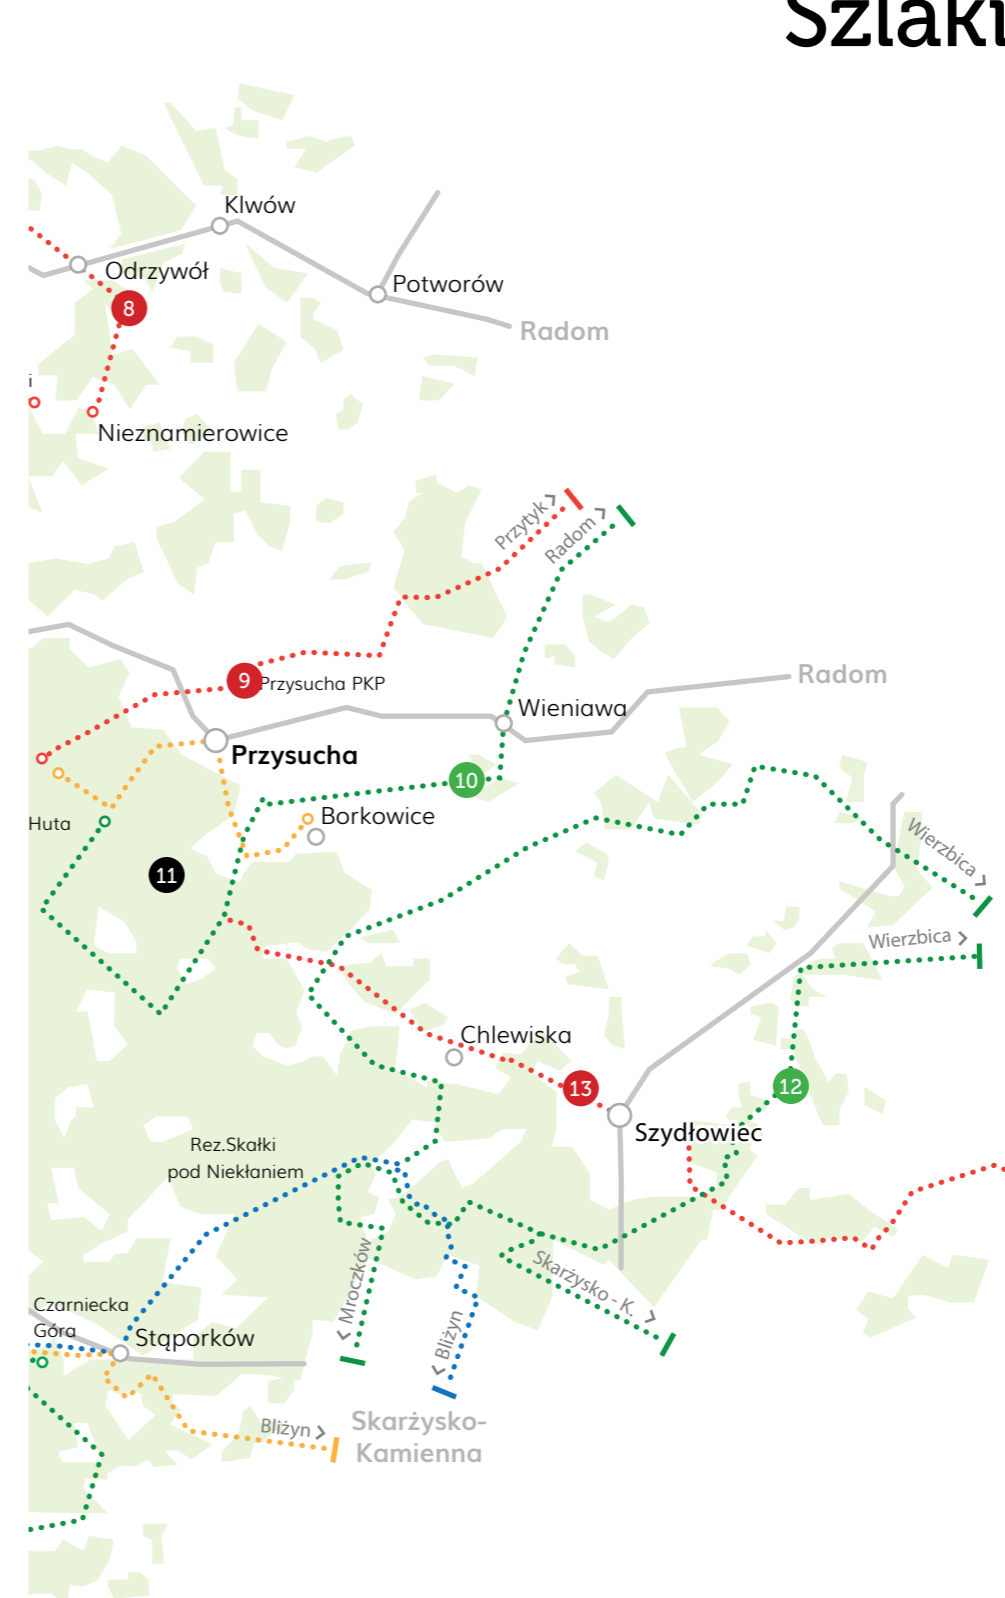 Szlaki
Klwów
Odrzywół
8
Potworów
Radom
i
Nieznamierowice
Przytyk >
Radom >
9
Przysucha PKP
Radom
Wieniawa
Przysucha
10
Huta
Borkowice
Wierzbica >
11
Wierzbica >
Chlewiska
13
12
Szydłowiec
Rez.Skałki
pod Niekłaniem
< Mroczków
Skarżysko - K. >
Czarniecka
Góra
Stąporków
< Bliżyn
Bliżyn >
Skarżysko-
Kamienna